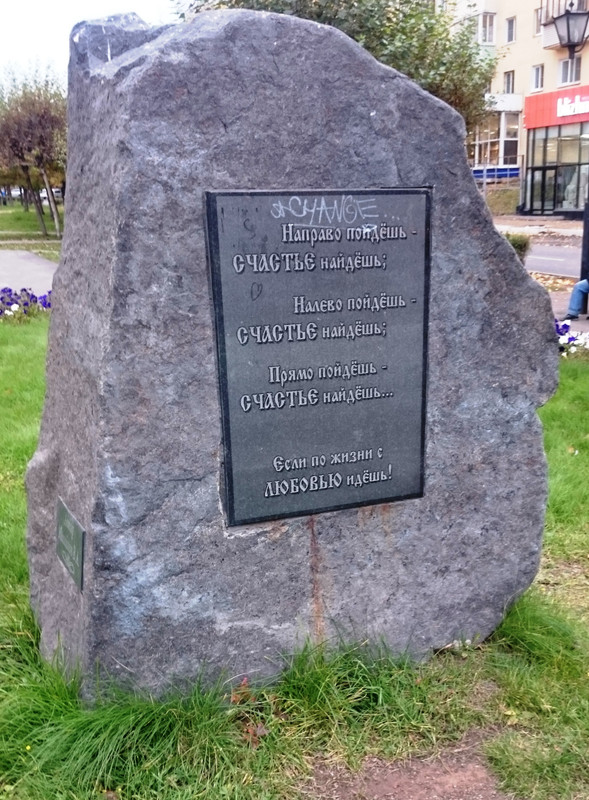 CHANGE
Направо пойдёшь -
СЧАСТЬЕ найдёшь;
Налево пойдёшь -
СЧАСТЬЕ найдёшь;
Прямо пойдёшь -
СЧАСТЬЕ найдёшь...
Если по жизни с
ЛЮБОВЬЮ идёшь!